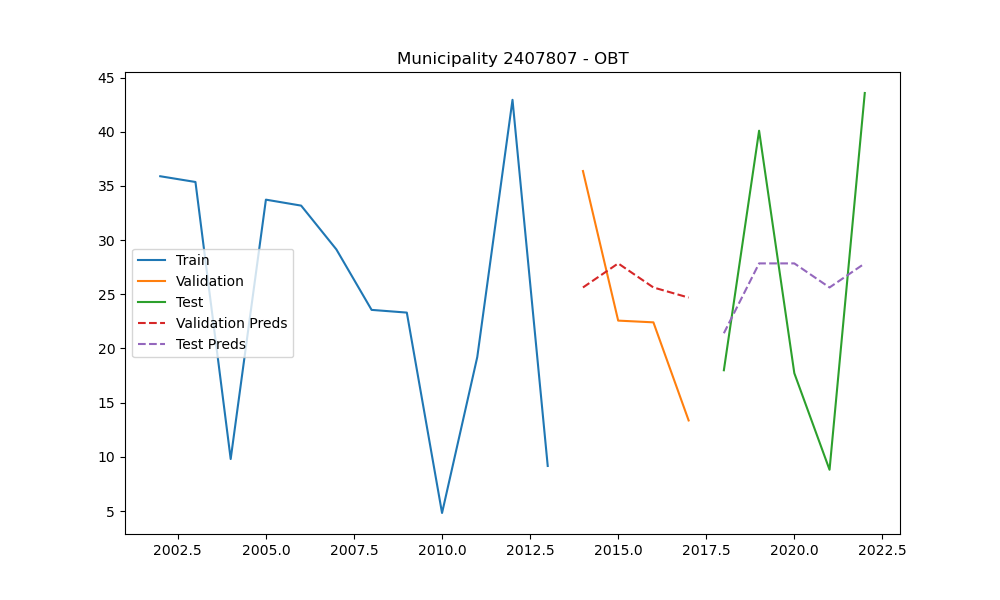 Municipality 2407807 - OBT
45
40
35
30
25
20
15
10
5
Train
Validation
Test
Validation Preds
Test Preds
2002.5 2005.0 2007.5 2010.0 2012.5 2015.0 2017.5 2020.0 2022.5